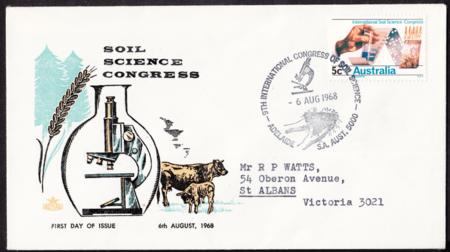 SOIL
SCIENCE
CONGRESS
FIRST DAY OF ISSUE
6th AUGUST, 1968
International Soil Science Congress
5c Australia
9TH INTERNATIONAL CONGRESS OF SOIL SCIENCE
- 6 AUG 1968
ADELAIDE - S.A. AUST. 5000
Mr R P WATTS,
54 Oberon Avenue,
St ALBANS
Victoria 3021